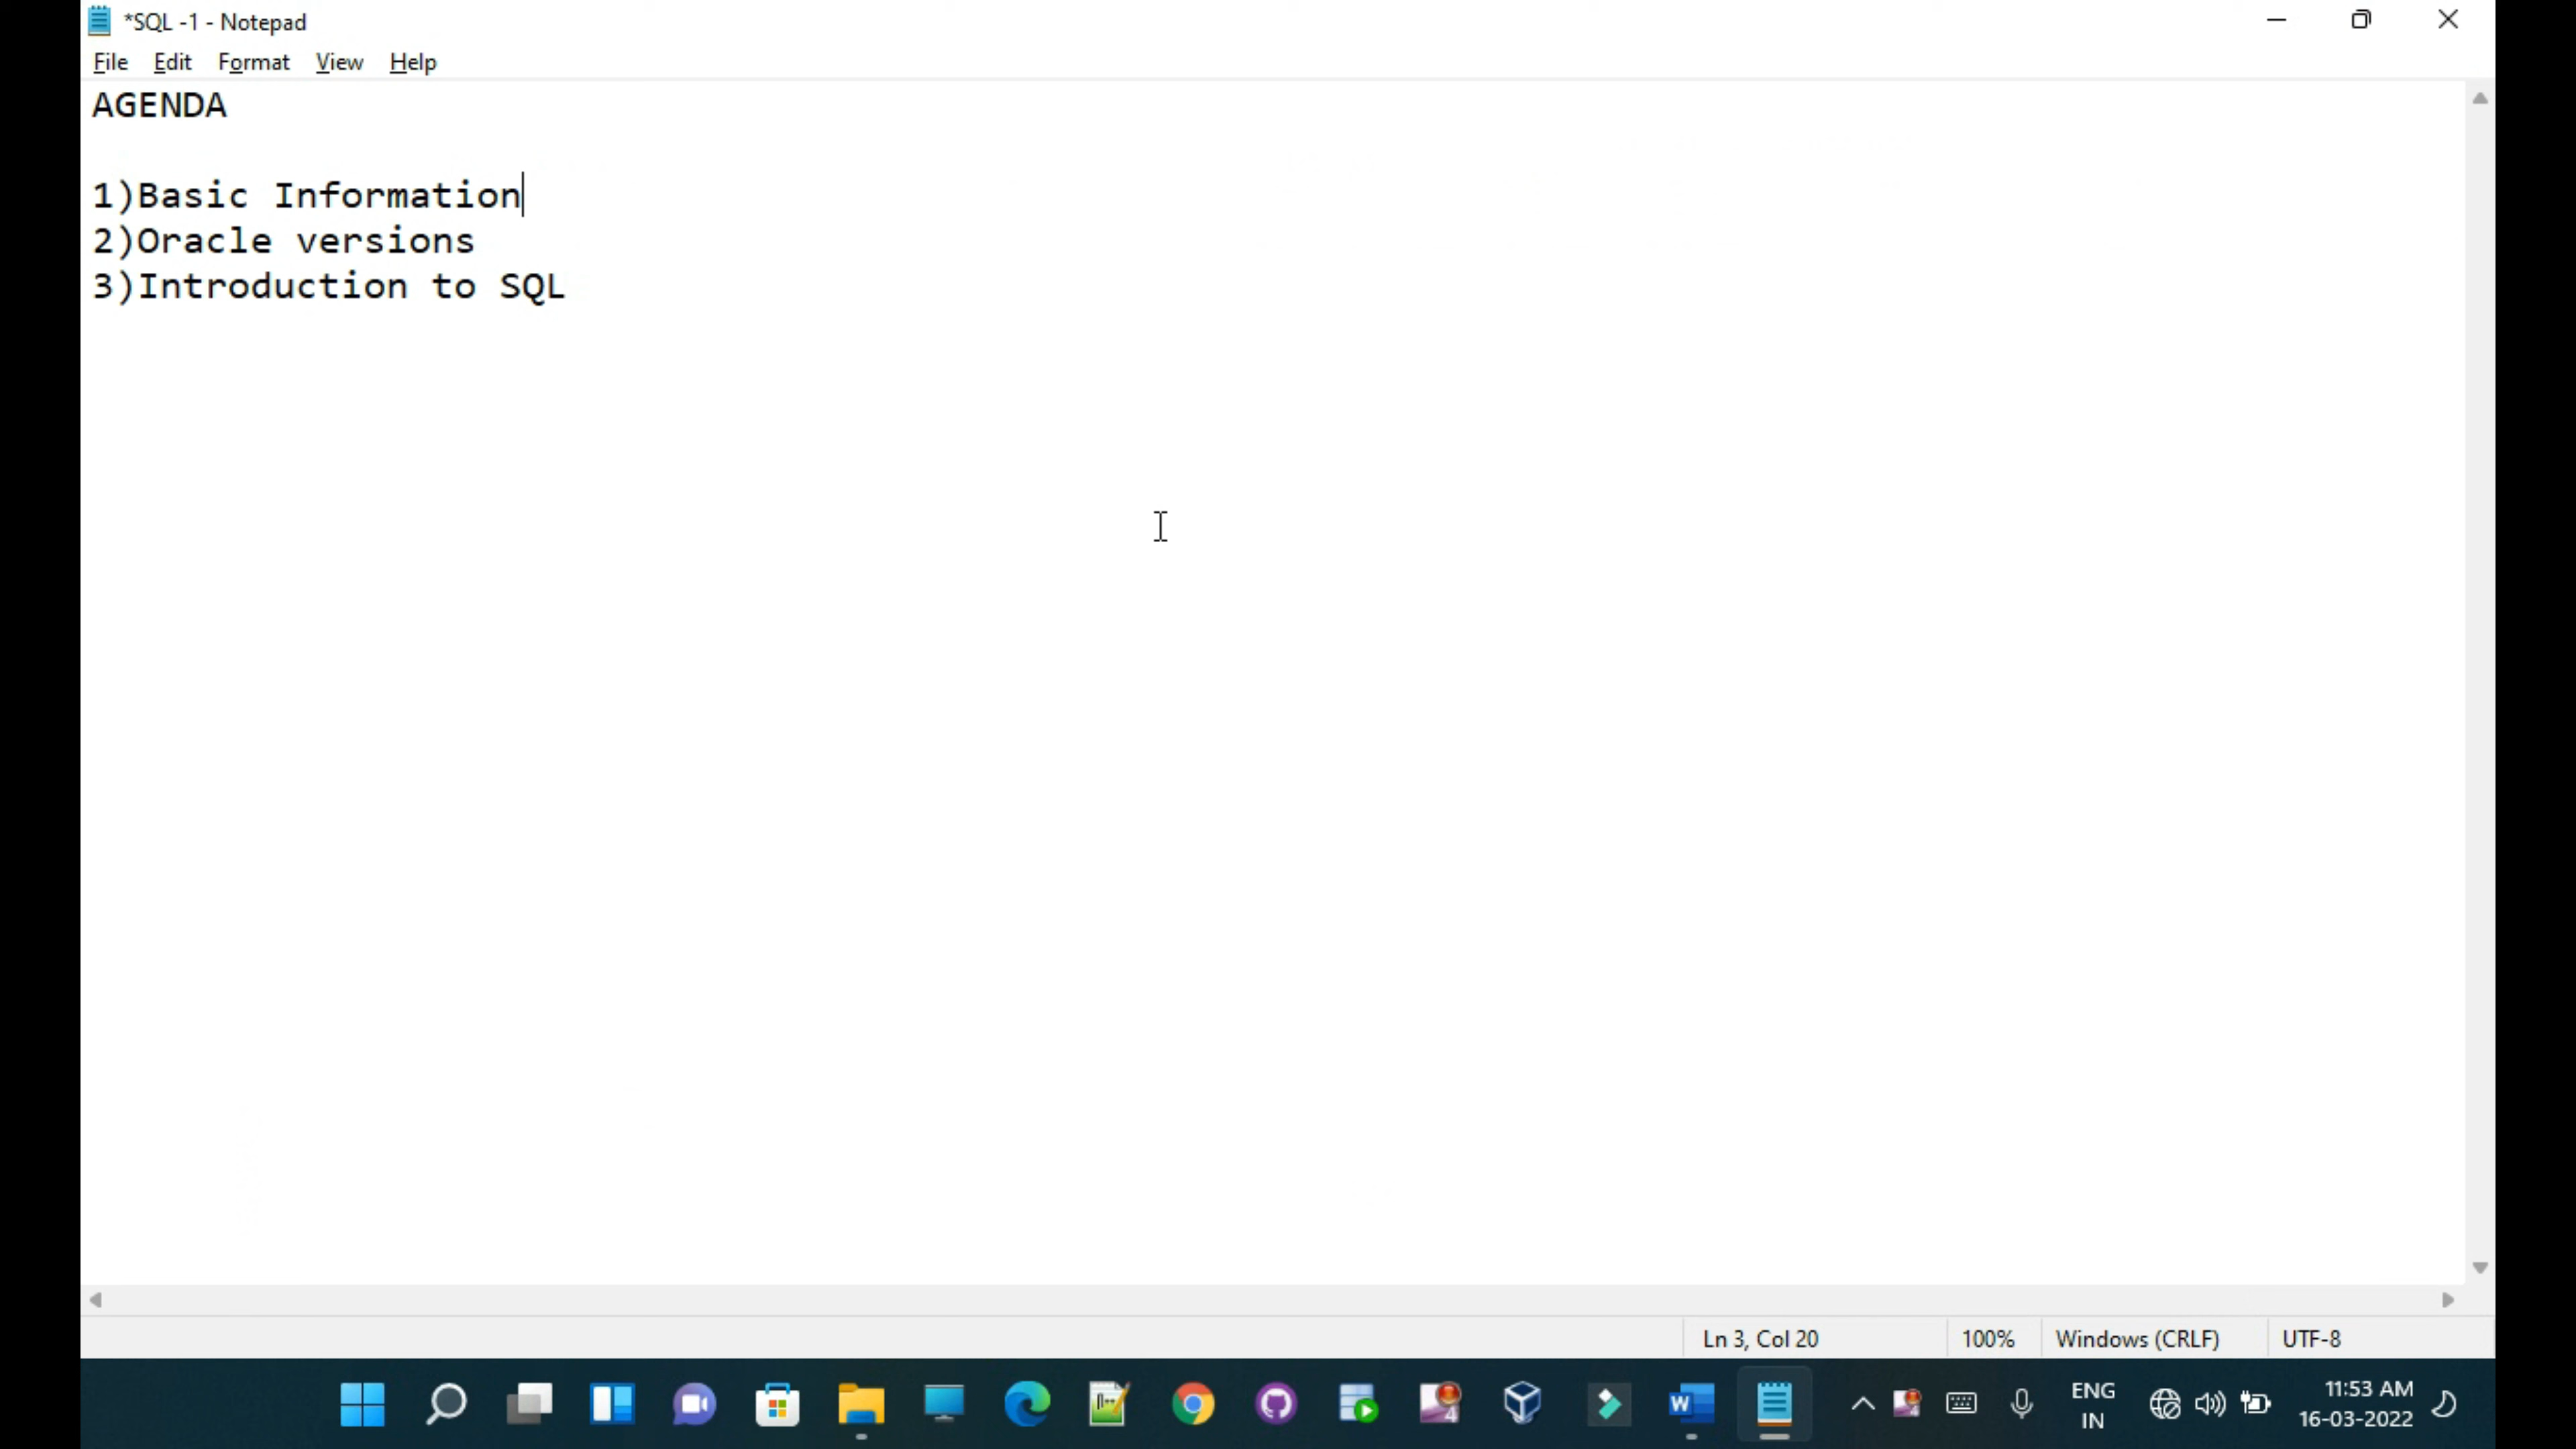 *SQL -1 - Notepad
File Edit Format View Help
AGENDA
1)Basic Information
2)Oracle versions
3)Introduction to SQL
Ln 3, Col 20 100% Windows (CRLF) UTF-8
ENG 11:53 AM
IN 16-03-2022